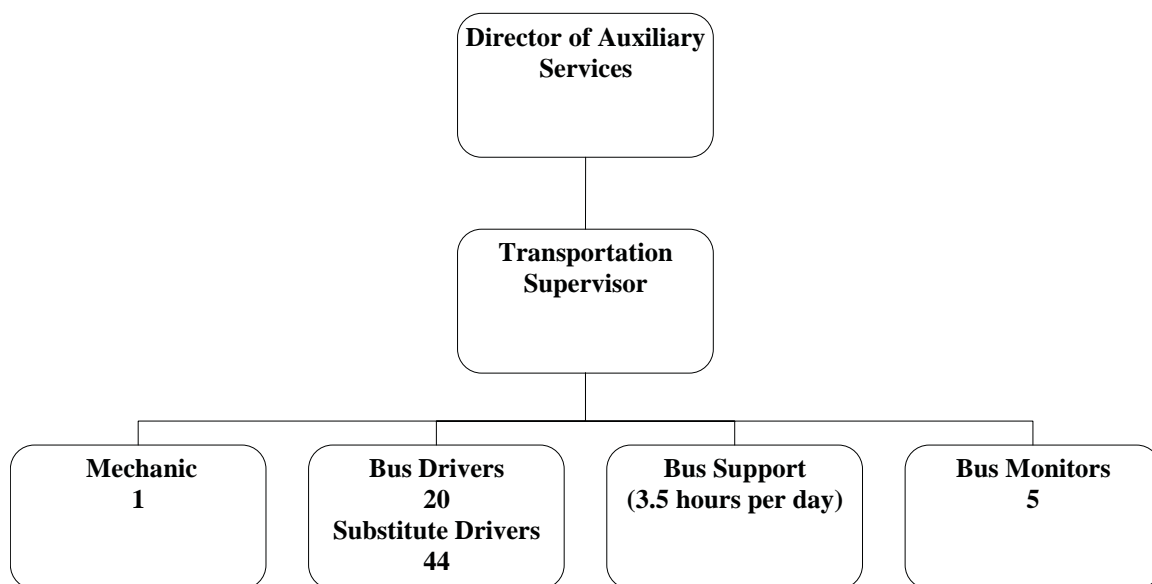 Director of Auxiliary
Services
Transportation
Supervisor
Mechanic
1
Bus Drivers
20
Substitute Drivers
44
Bus Support
(3.5 hours per day)
Bus Monitors
5